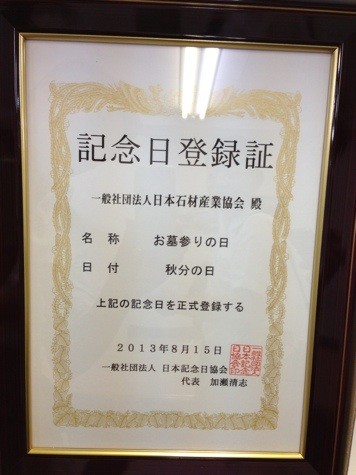 記念日登録証
一般社団法人日本石材産業協会 殿
名　称　お墓参りの日
日　付　秋分の日
上記の記念日を正式登録する
2013年8月15日
一般社団法人 日本記念日協会
代表　加瀬清志